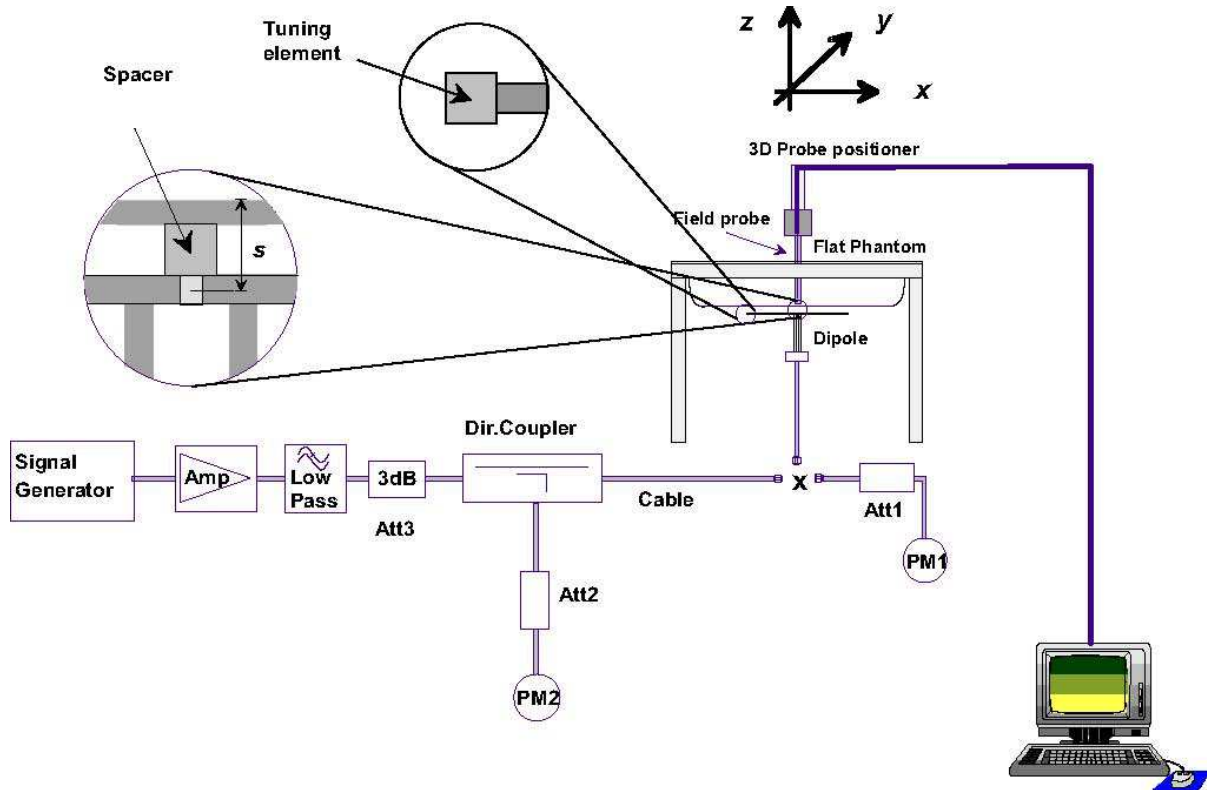 Tuning
element
Spacer
s
z
y
x
3D Probe positioner
Field probe
Flat Phantom
Dipole
Dir.Coupler
Signal
Generator
Amp
Low
Pass
3dB
Att3
Cable
x
Att1
PM1
Att2
PM2